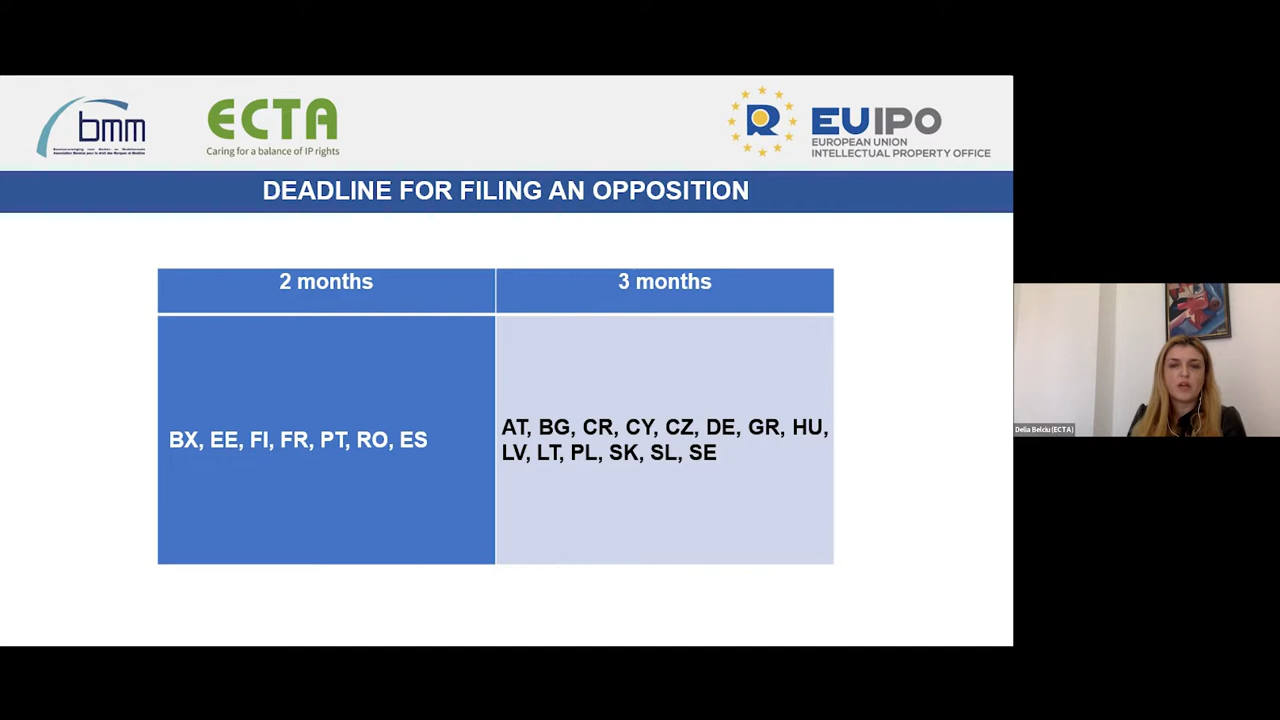 bmm
ECTA
Caring for a balance of IP rights
EUIPO
EUROPEAN UNION
INTELLECTUAL PROPERTY OFFICE
DEADLINE FOR FILING AN OPPOSITION
2 months
3 months
BX, EE, FI, FR, PT, RO, ES
AT, BG, CR, CY, CZ, DE, GR, HU,
LV, LT, PL, SK, SL, SE
Delia Belciu (ECTA)